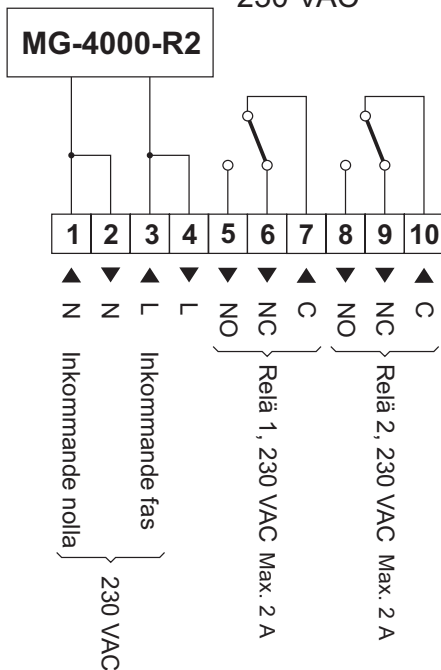 230 VAC
MG-4000-R2
1 2 3 4 5 6 7 8 9 10
N N L L NO NC C NO NC C
Inkommande nolla
Inkommande fas
230 VAC
Relä 1, 230 VAC Max. 2 A
Relä 2, 230 VAC Max. 2 A